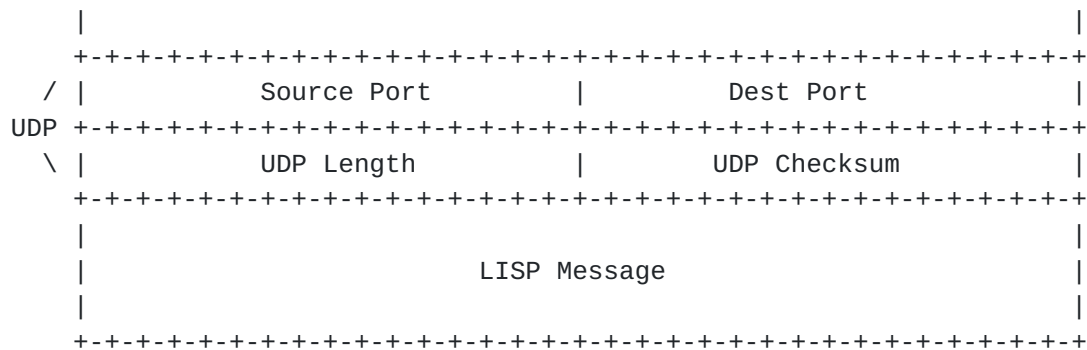 |                                                               |
+-+-+-+-+-+-+-+-+-+-+-+-+-+-+-+-+-+-+-+-+-+-+-+-+-+-+-+-+-+-+-+-+
/ |           Source Port         |         Dest Port             |
UDP +-+-+-+-+-+-+-+-+-+-+-+-+-+-+-+-+-+-+-+-+-+-+-+-+-+-+-+-+-+-+-+-+
\ |           UDP Length          |        UDP Checksum           |
+-+-+-+-+-+-+-+-+-+-+-+-+-+-+-+-+-+-+-+-+-+-+-+-+-+-+-+-+-+-+-+-+
|                                                               |
|                         LISP Message                          |
|                                                               |
+-+-+-+-+-+-+-+-+-+-+-+-+-+-+-+-+-+-+-+-+-+-+-+-+-+-+-+-+-+-+-+-+